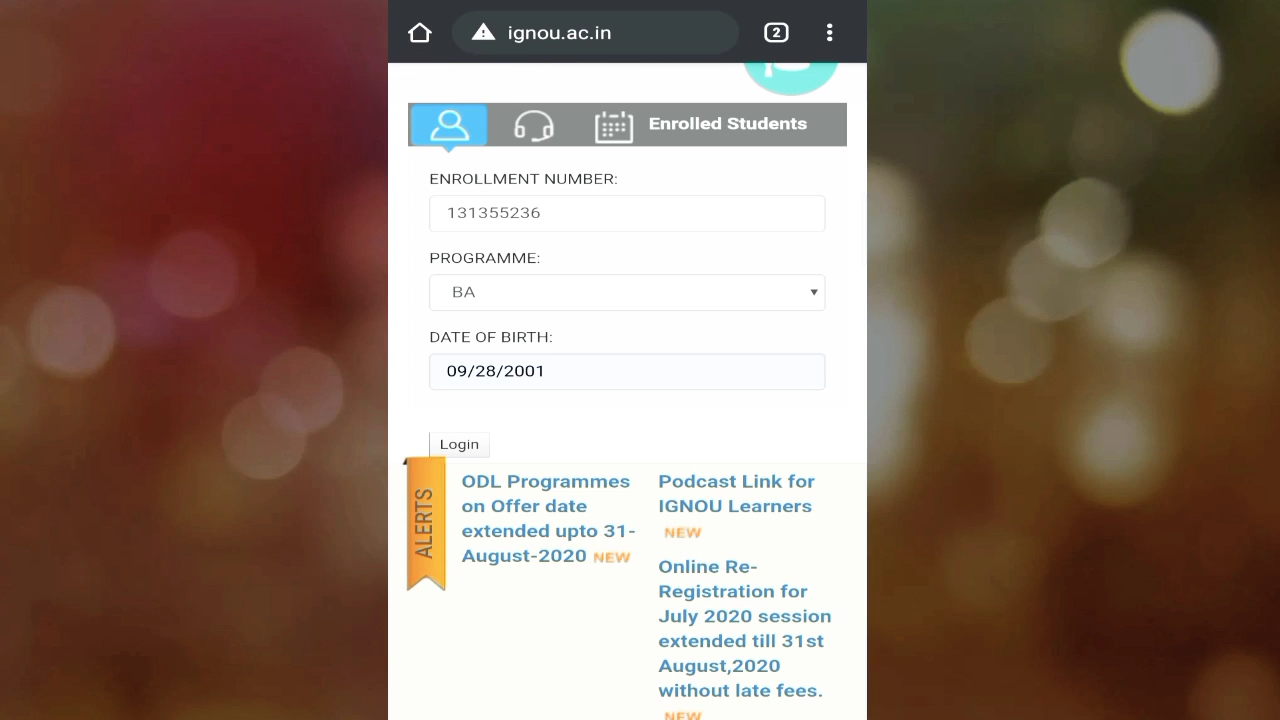 ignou.ac.in
2
Enrolled Students
ENROLLMENT NUMBER:
131355236
PROGRAMME:
BA
DATE OF BIRTH:
09/28/2001
Login
ALERTS
ODL Programmes
on Offer date
extended upto 31-
August-2020 NEW
Podcast Link for
IGNOU Learners
NEW
Online Re-
Registration for
July 2020 session
extended till 31st
August,2020
without late fees.
NEW